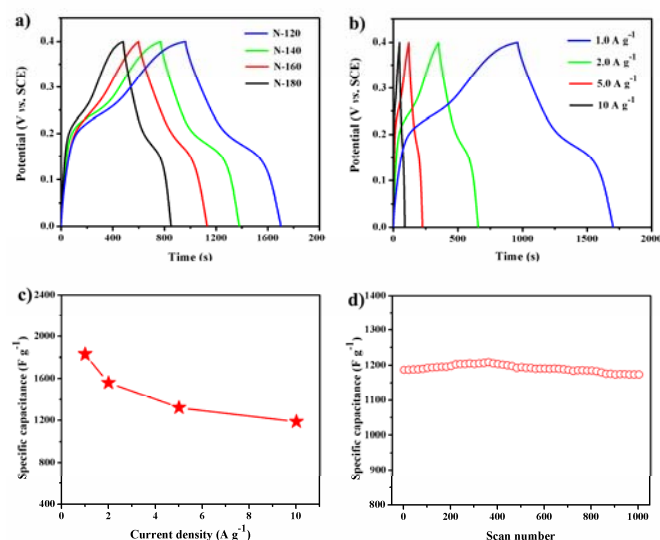 a)
N-120
N-140
N-160
N-180
Potential (V vs. SCE)
0.4
0.3
0.2
0.1
0.0
0 400 800 1200 1600 200
Time (s)
b)
1.0 A g⁻¹
2.0 A g⁻¹
5.0 A g⁻¹
10 A g⁻¹
Potential (V vs. SCE)
0.4
0.3
0.2
0.1
0.0
0 500 1000 1500 2000
Time (s)
c)
Specific capacitance (F g⁻¹)
2400
2000
1600
1200
800
400
0 2 4 6 8 10
Current density (A g⁻¹)
d)
Specific capacitance (F g⁻¹)
1400
1300
1200
1100
1000
900
800
0 200 400 600 800 1000
Scan number